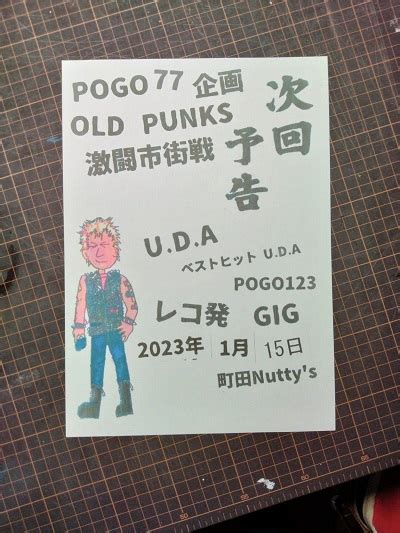 POGO 77 企画
OLD PUNKS
激闘市街戦
次回
予告
U.D.A
ベストヒット U.D.A
POGO123
レコ発 GIG
2023年 1月 15日
町田Nutty's